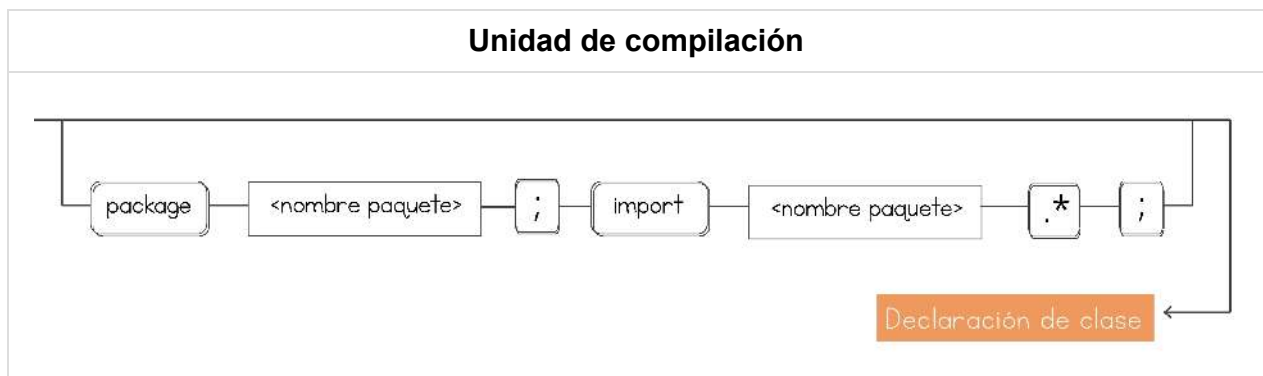 Unidad de compilación
package <nombre paquete> ; import <nombre paquete> .* ;
Declaración de clase